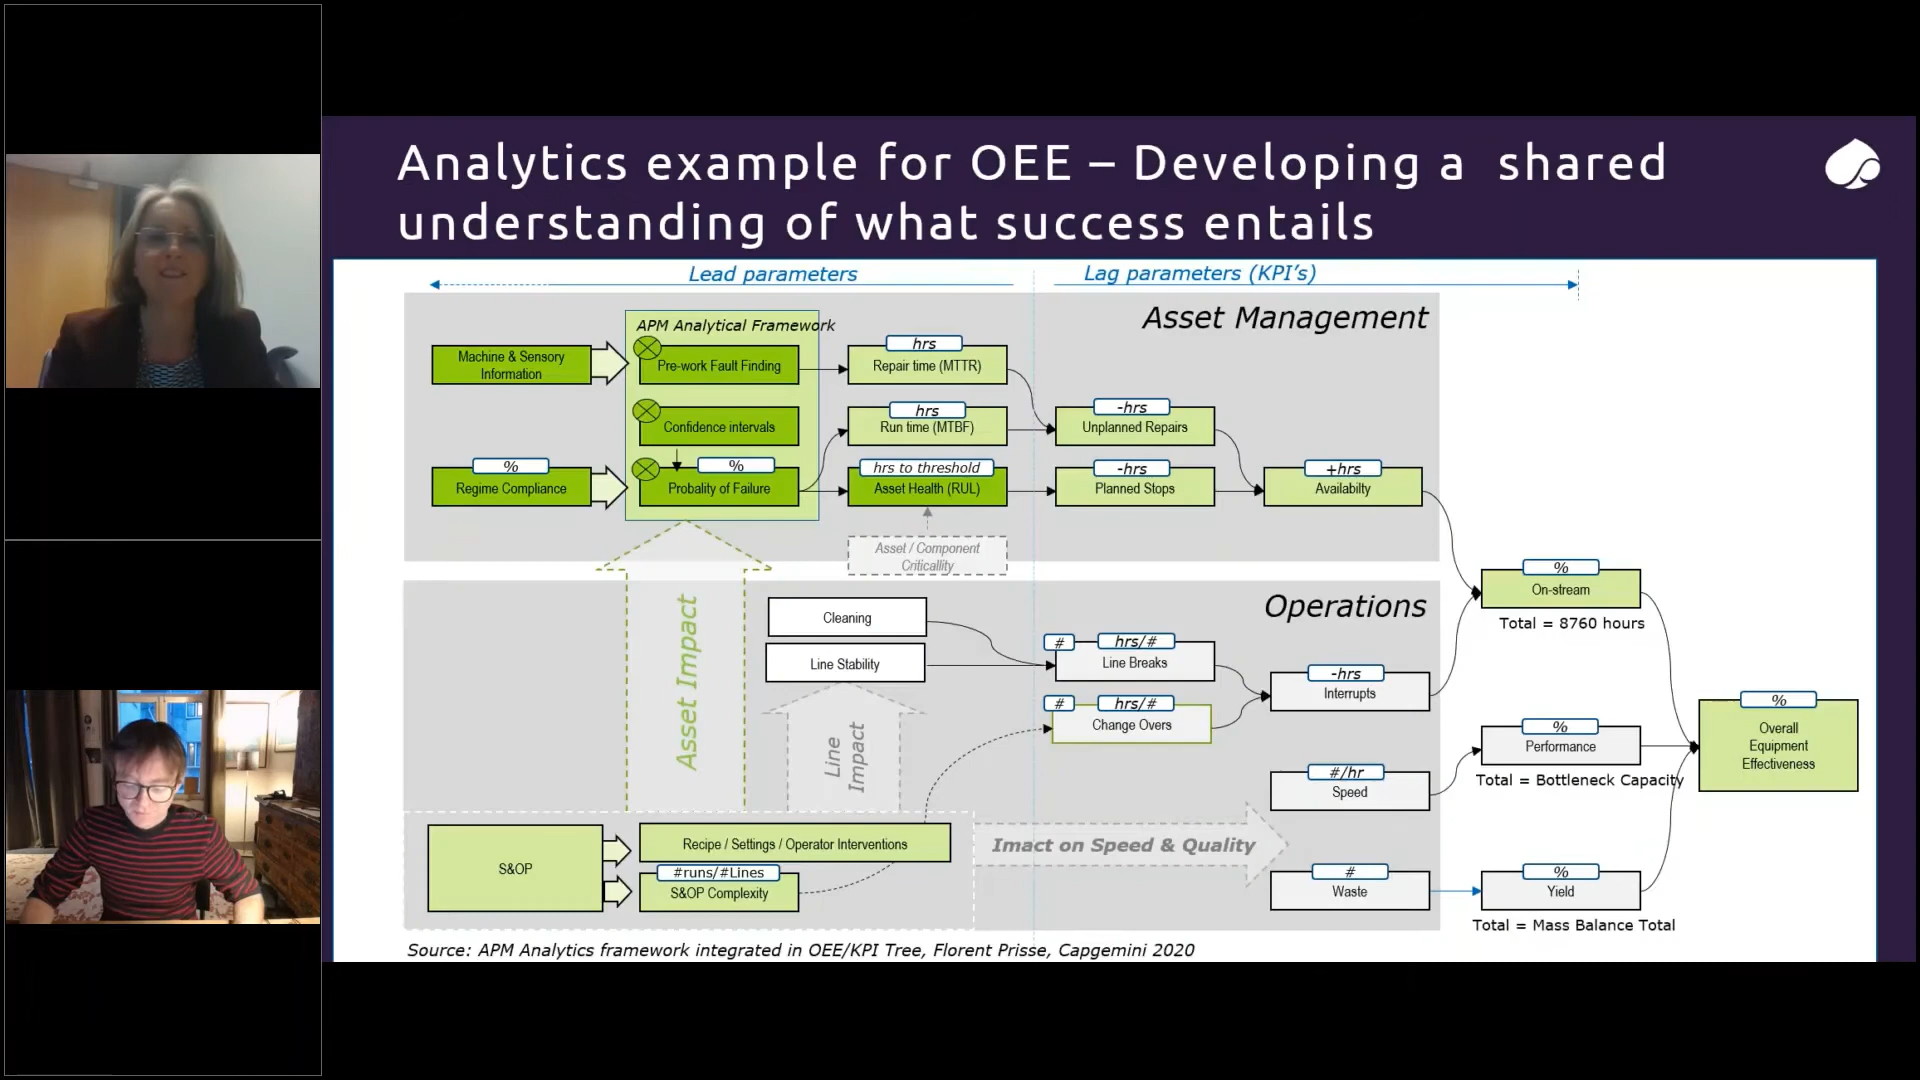 Analytics example for OEE – Developing a shared
understanding of what success entails
Lead parameters
Lag parameters (KPI's)
Asset Management
APM Analytical Framework
Machine & Sensory
Information
Pre-work Fault Finding
hrs
Repair time (MTTR)
Confidence intervals
hrs
Run time (MTBF)
-hrs
Unplanned Repairs
%
Regime Compliance
%
Probality of Failure
hrs to threshold
Asset Health (RUL)
-hrs
Planned Stops
+hrs
Availabilty
Asset / Component
Criticallity
%
On-stream
Total = 8760 hours
Operations
Cleaning
Line Stability
#
hrs/#
Line Breaks
#
hrs/#
Change Overs
-hrs
Interrupts
Asset Impact
Line
Impact
%
Performance
Total = Bottleneck Capacity
%
Overall
Equipment
Effectiveness
#/hr
Speed
S&OP
Recipe / Settings / Operator Interventions
#runs/#Lines
S&OP Complexity
Imact on Speed & Quality
#
Waste
%
Yield
Total = Mass Balance Total
Source: APM Analytics framework integrated in OEE/KPI Tree, Florent Prisse, Capgemini 2020